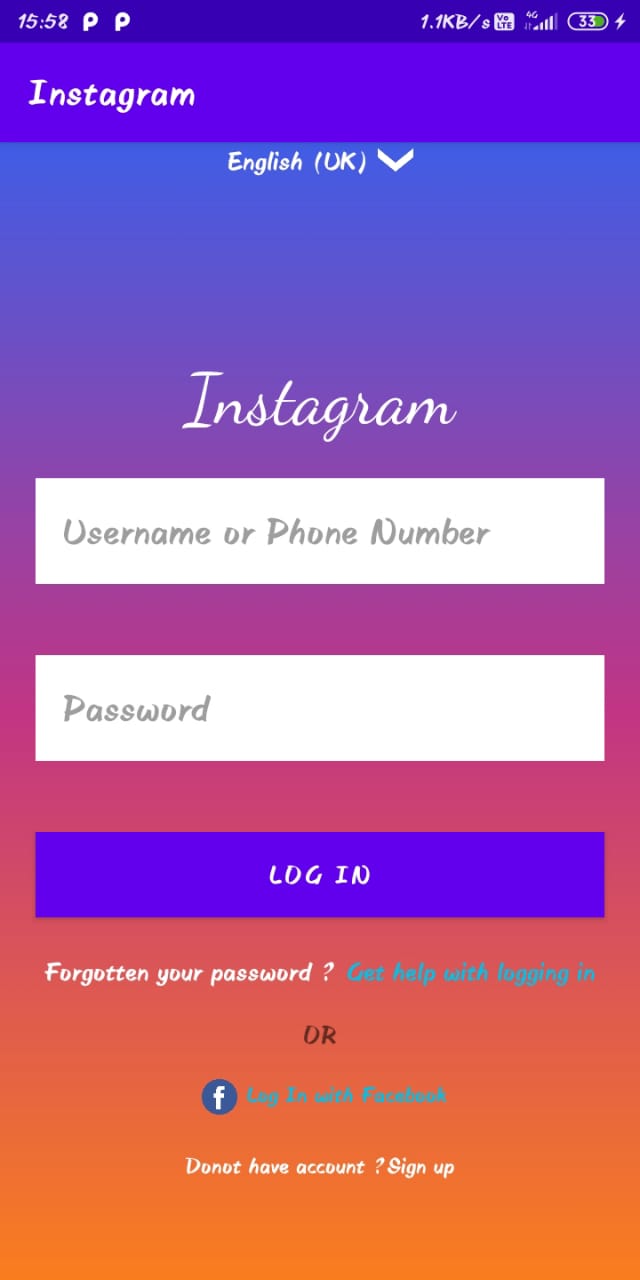 15:58 P P 1.1KB/s Vo LTE 4G 33
Instagram
English (UK)
Instagram
Username or Phone Number
Password
LOG IN
Forgotten your password ? Get help with logging in
OR
f Log In with Facebook
Donot have account ?Sign up